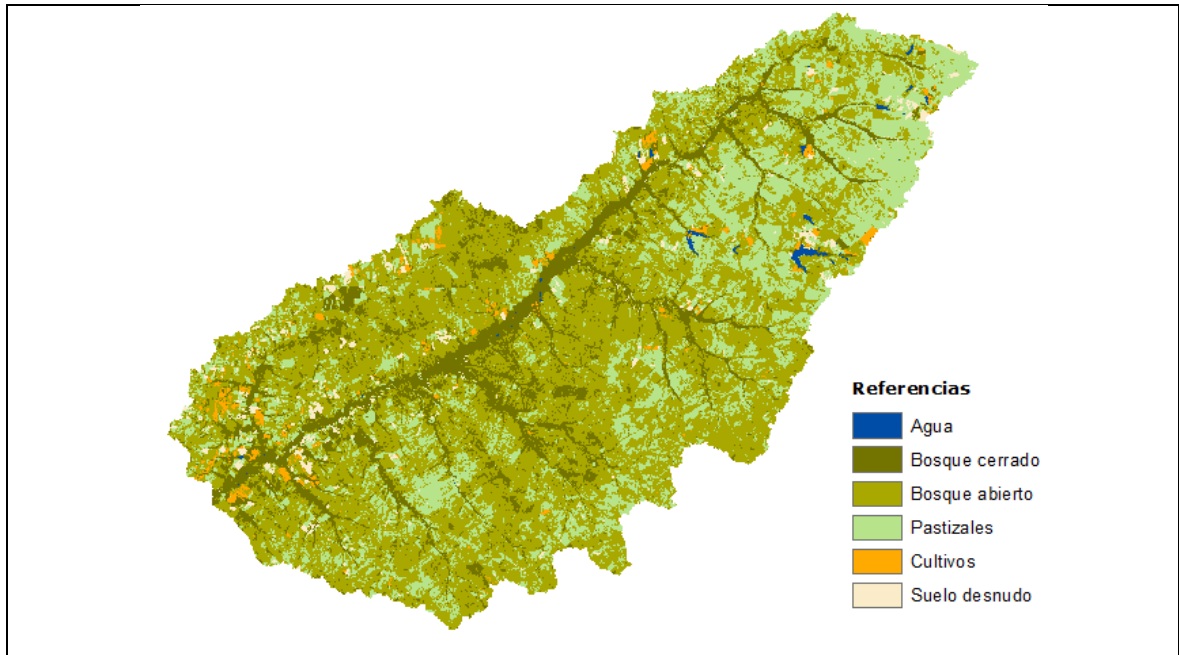 Referencias
Agua
Bosque cerrado
Bosque abierto
Pastizales
Cultivos
Suelo desnudo